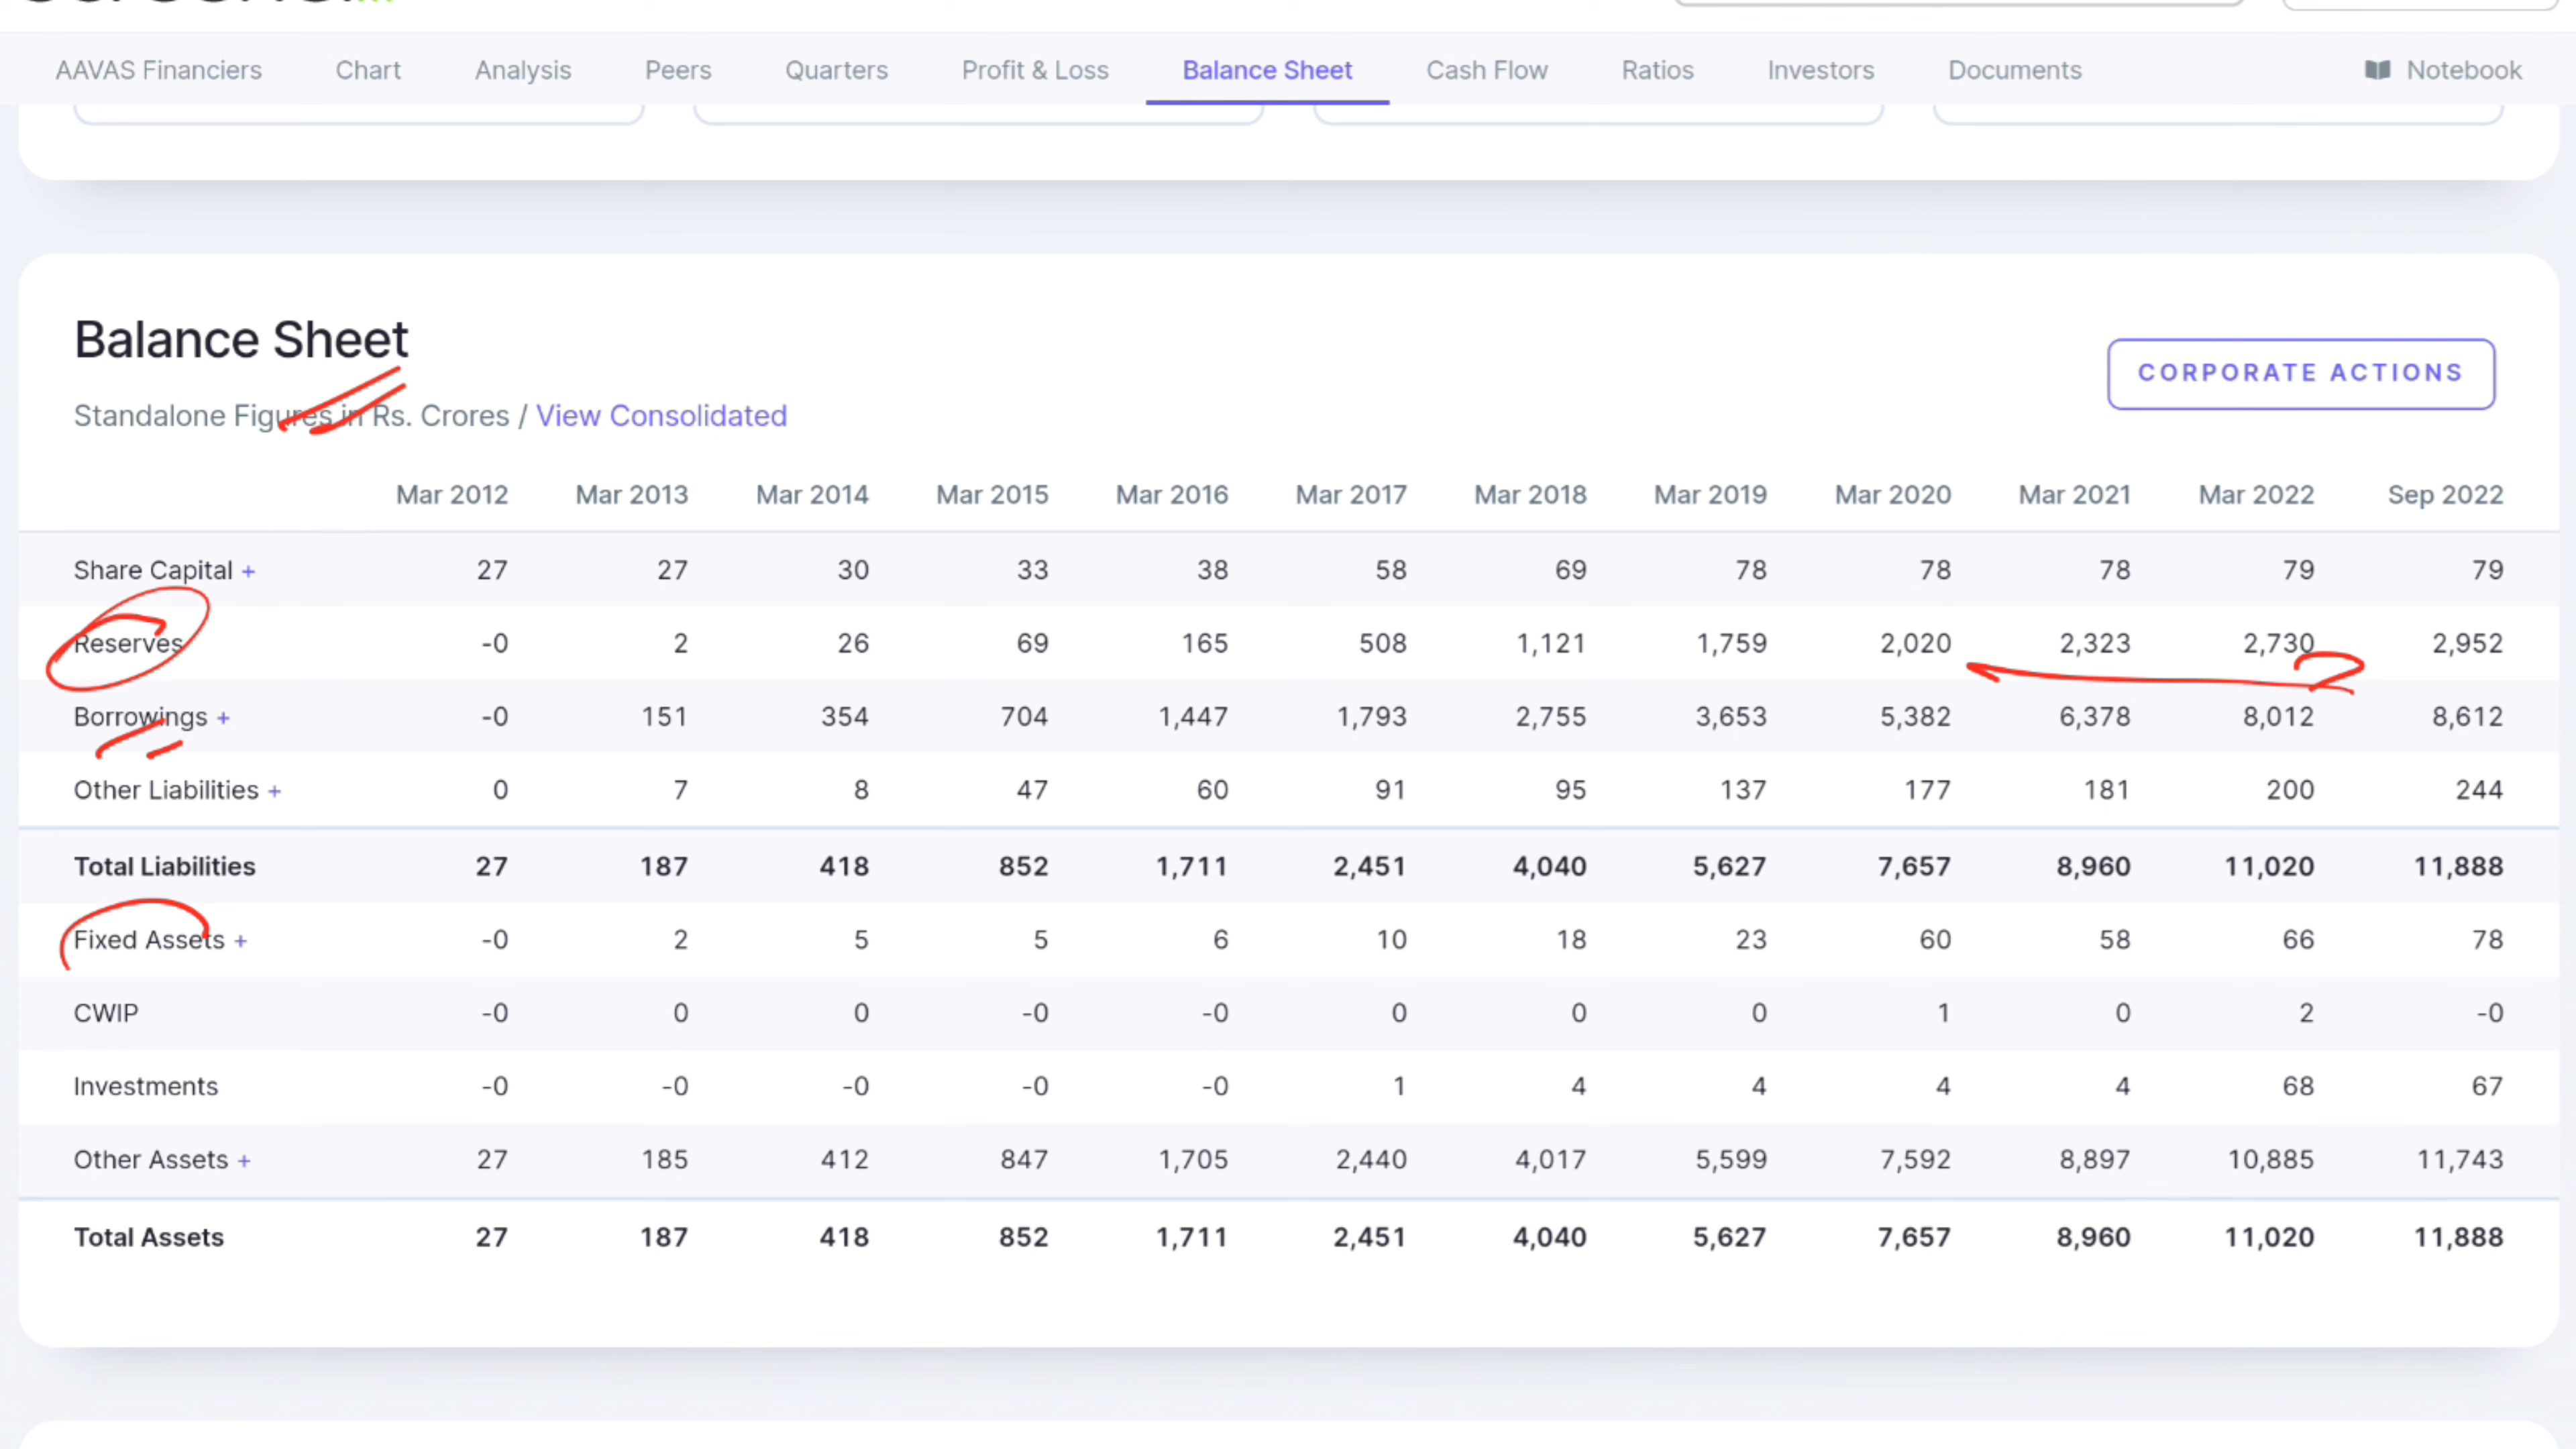 AAVAS Financiers Chart Analysis Peers Quarters Profit & Loss Balance Sheet Cash Flow Ratios Investors Documents Notebook
Balance Sheet
CORPORATE ACTIONS
Standalone Figures in Rs. Crores / View Consolidated
Mar 2012 Mar 2013 Mar 2014 Mar 2015 Mar 2016 Mar 2017 Mar 2018 Mar 2019 Mar 2020 Mar 2021 Mar 2022 Sep 2022
Share Capital + 27 27 30 33 38 58 69 78 78 78 79 79
Reserves -0 2 26 69 165 508 1,121 1,759 2,020 2,323 2,730 2,952
Borrowings + -0 151 354 704 1,447 1,793 2,755 3,653 5,382 6,378 8,012 8,612
Other Liabilities + 0 7 8 47 60 91 95 137 177 181 200 244
Total Liabilities 27 187 418 852 1,711 2,451 4,040 5,627 7,657 8,960 11,020 11,888
Fixed Assets + -0 2 5 5 6 10 18 23 60 58 66 78
CWIP -0 0 0 -0 -0 0 0 0 1 0 2 -0
Investments -0 -0 -0 -0 -0 1 4 4 4 4 68 67
Other Assets + 27 185 412 847 1,705 2,440 4,017 5,599 7,592 8,897 10,885 11,743
Total Assets 27 187 418 852 1,711 2,451 4,040 5,627 7,657 8,960 11,020 11,888